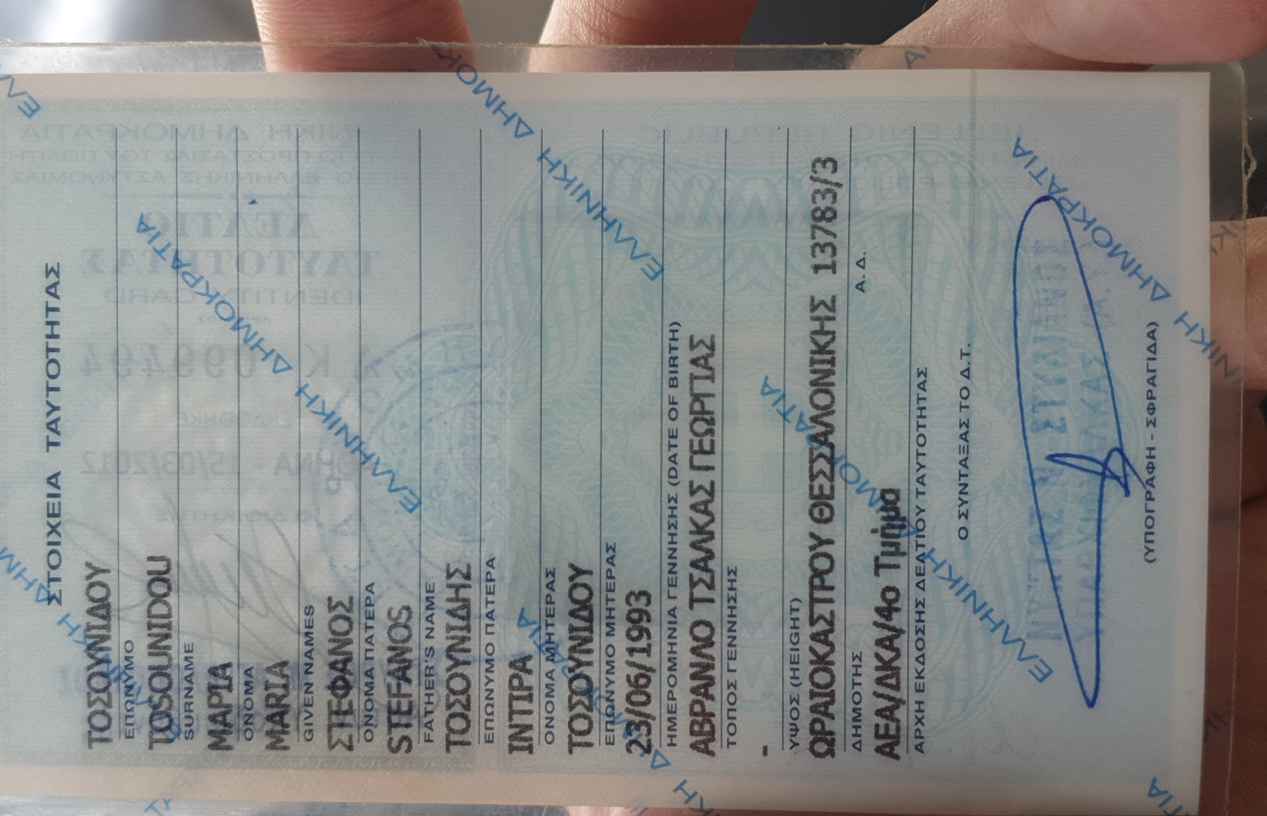 ΣΤΟΙΧΕΙΑ ΤΑΥΤΟΤΗΤΑΣ
ΤΟΣΟΥΝΙΔΟΥ
ΕΠΩΝΥΜΟ
TOSOUNIDOU
SURNAME
ΜΑΡΙΑ
ΟΝΟΜΑ
MARIA
GIVEN NAMES
ΣΤΕΦΑΝΟΣ
ΟΝΟΜΑ ΠΑΤΕΡΑ
STEFANOS
FATHER'S NAME
ΤΟΣΟΥΝΙΔΗΣ
ΕΠΩΝΥΜΟ ΠΑΤΕΡΑ
ΙΝΤΙΡΑ
ΟΝΟΜΑ ΜΗΤΕΡΑΣ
ΤΟΣΟΥΝΙΔΟΥ
ΕΠΩΝΥΜΟ ΜΗΤΕΡΑΣ
23/06/1993
ΗΜΕΡΟΜΗΝΙΑ ΓΕΝΝΗΣΗΣ (DATE OF BIRTH)
ΑΒΡΑΝΛΟ ΤΣΑΛΚΑΣ ΓΕΩΡΓΙΑΣ
ΤΟΠΟΣ ΓΕΝΝΗΣΗΣ
-
ΥΨΟΣ (HEIGHT)
ΩΡΑΙΟΚΑΣΤΡΟΥ ΘΕΣΣΑΛΟΝΙΚΗΣ 13783/3
ΔΗΜΟΤΗΣ Α. Δ.
ΑΕΑ/ΔΚΑ/4ο Τμήμα
ΑΡΧΗ ΕΚΔΟΣΗΣ ΔΕΛΤΙΟΥ ΤΑΥΤΟΤΗΤΑΣ
Ο ΣΥΝΤΑΞΑΣ ΤΟ Δ.Τ.
(ΥΠΟΓΡΑΦΗ - ΣΦΡΑΓΙΔΑ)
ΕΛΛΗΝΙΚΗ ΔΗΜΟΚΡΑΤΙΑ